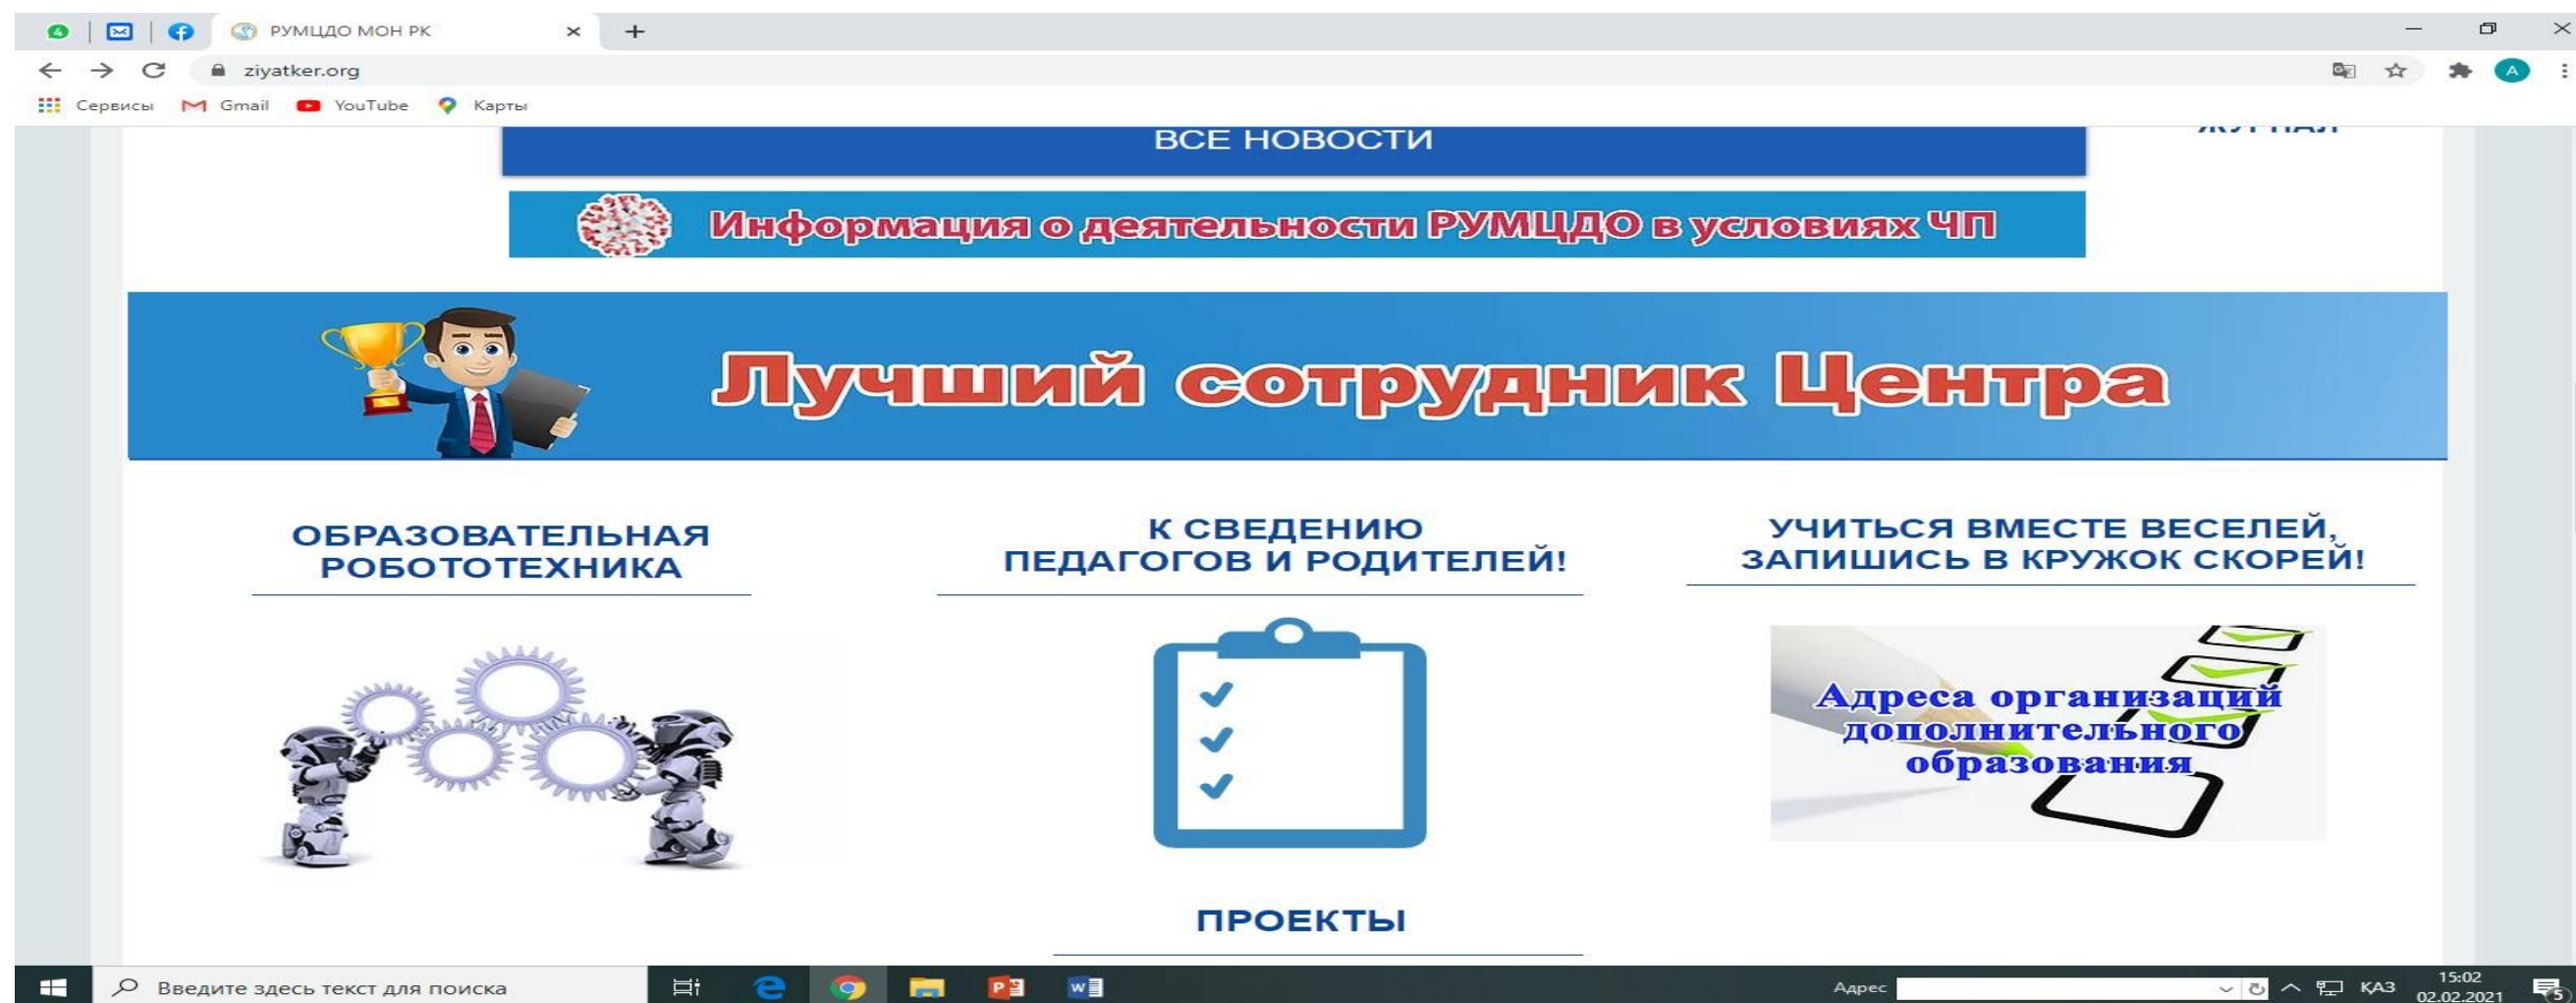 РУМЦДО МОН РК
ziyatker.org
Сервисы Gmail YouTube Карты
ВСЕ НОВОСТИ
Информация о деятельности РУМЦДО в условиях ЧП
Лучший сотрудник Центра
ОБРАЗОВАТЕЛЬНАЯ
РОБОТОТЕХНИКА
К СВЕДЕНИЮ
ПЕДАГОГОВ И РОДИТЕЛЕЙ!
УЧИТЬСЯ ВМЕСТЕ ВЕСЕЛЕЙ,
ЗАПИШИСЬ В КРУЖОК СКОРЕЙ!
Адреса организаций
дополнительного
образования
ПРОЕКТЫ
Введите здесь текст для поиска
Адрес
ҚАЗ
15:02
02.02.2021